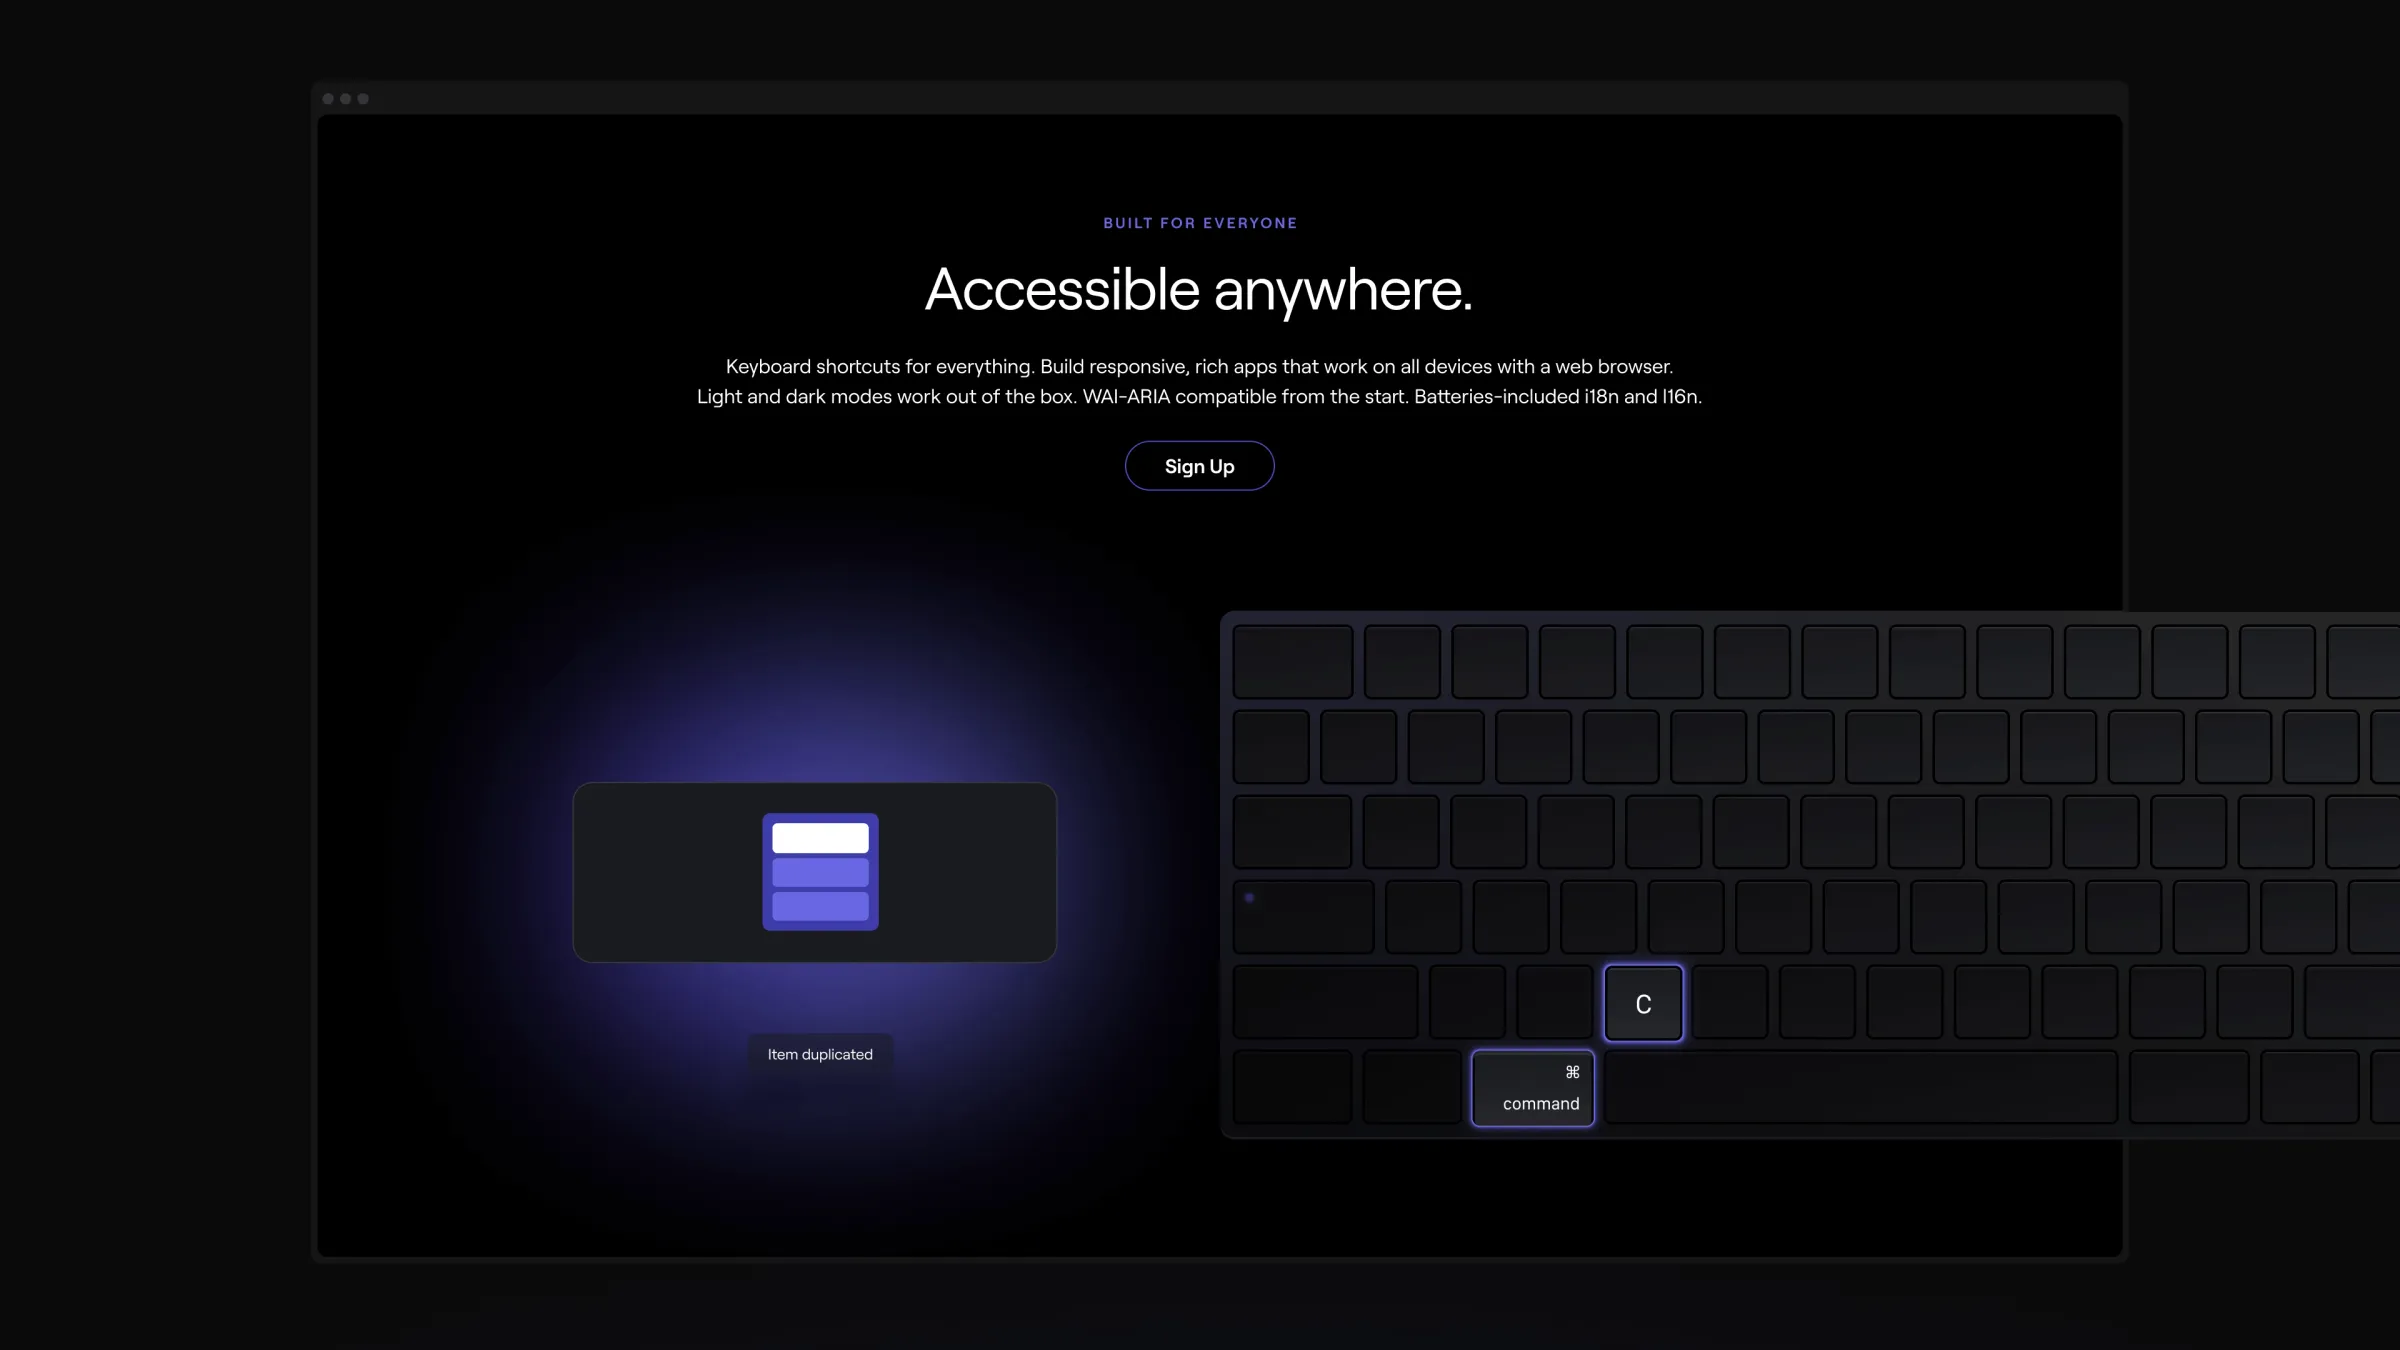 BUILT FOR EVERYONE
Accessible anywhere.
Keyboard shortcuts for everything. Build responsive, rich apps that work on all devices with a web browser.
Light and dark modes work out of the box. WAI-ARIA compatible from the start. Batteries-included i18n and l16n.
Sign Up
C
⌘
command
Item duplicated